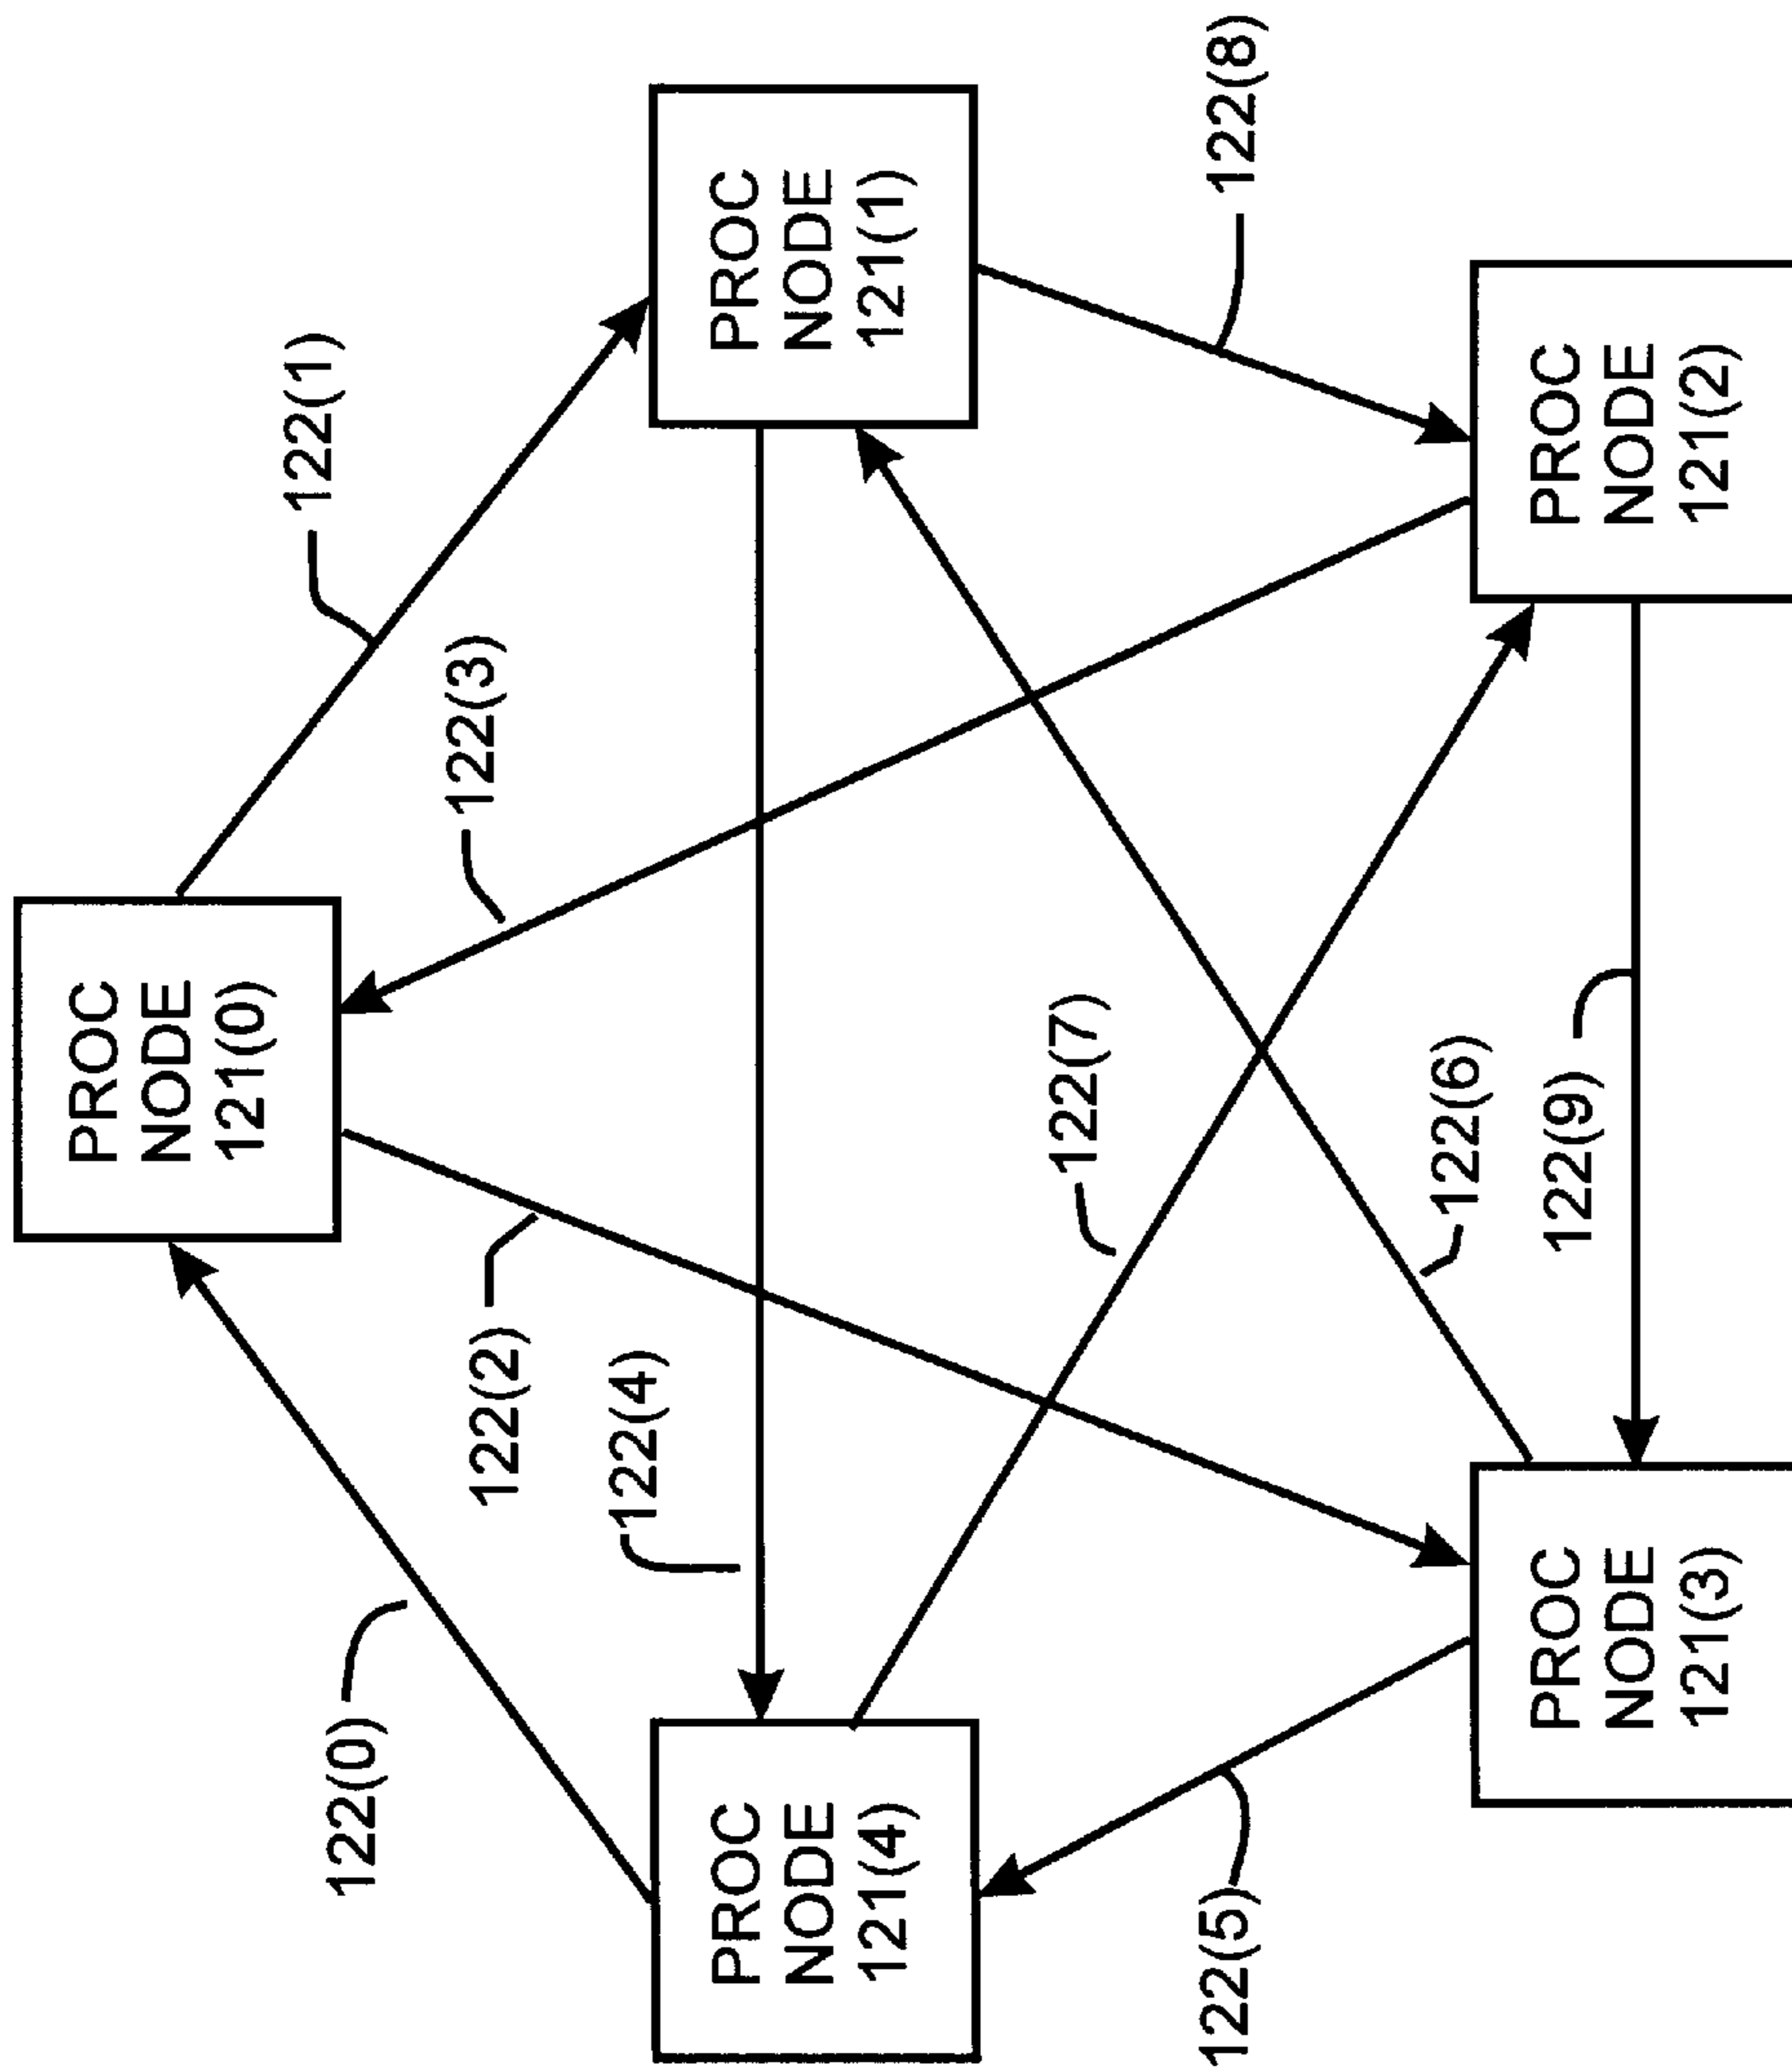 122(0)
PROC
NODE
121(0)
122(1)
122(2)
122(3)
122(4)
PROC
NODE
121(4)
PROC
NODE
121(1)
122(7)
122(5)
122(8)
122(6)
122(9)
PROC
NODE
121(3)
PROC
NODE
121(2)